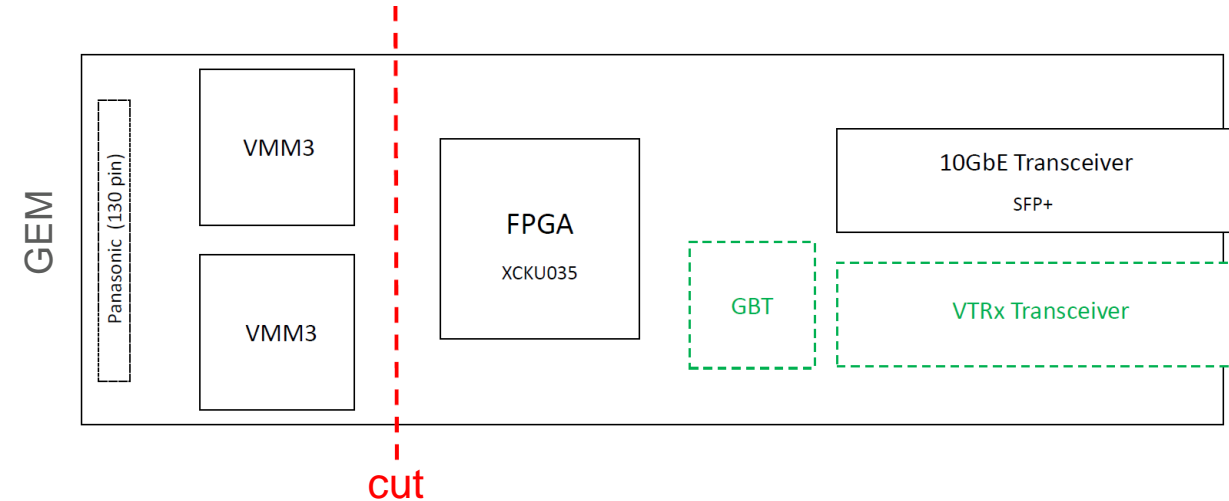 GEM
Panasonic (130 pin)
VMM3
VMM3
cut
FPGA
XCKU035
GBT
10GbE Transceiver
SFP+
VTRx Transceiver